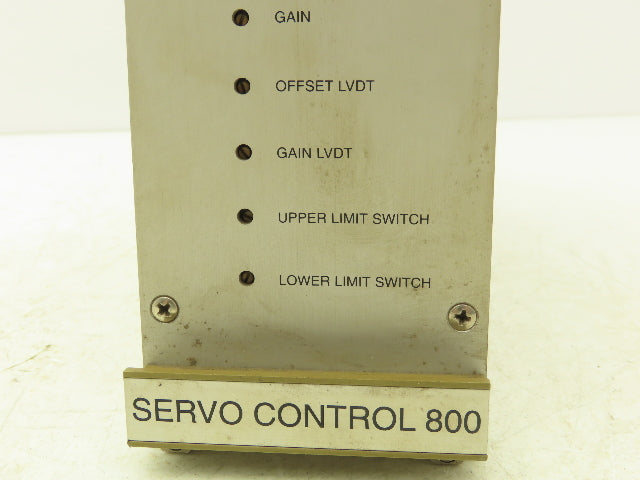 GAIN
OFFSET LVDT
GAIN LVDT
UPPER LIMIT SWITCH
LOWER LIMIT SWITCH
SERVO CONTROL 800